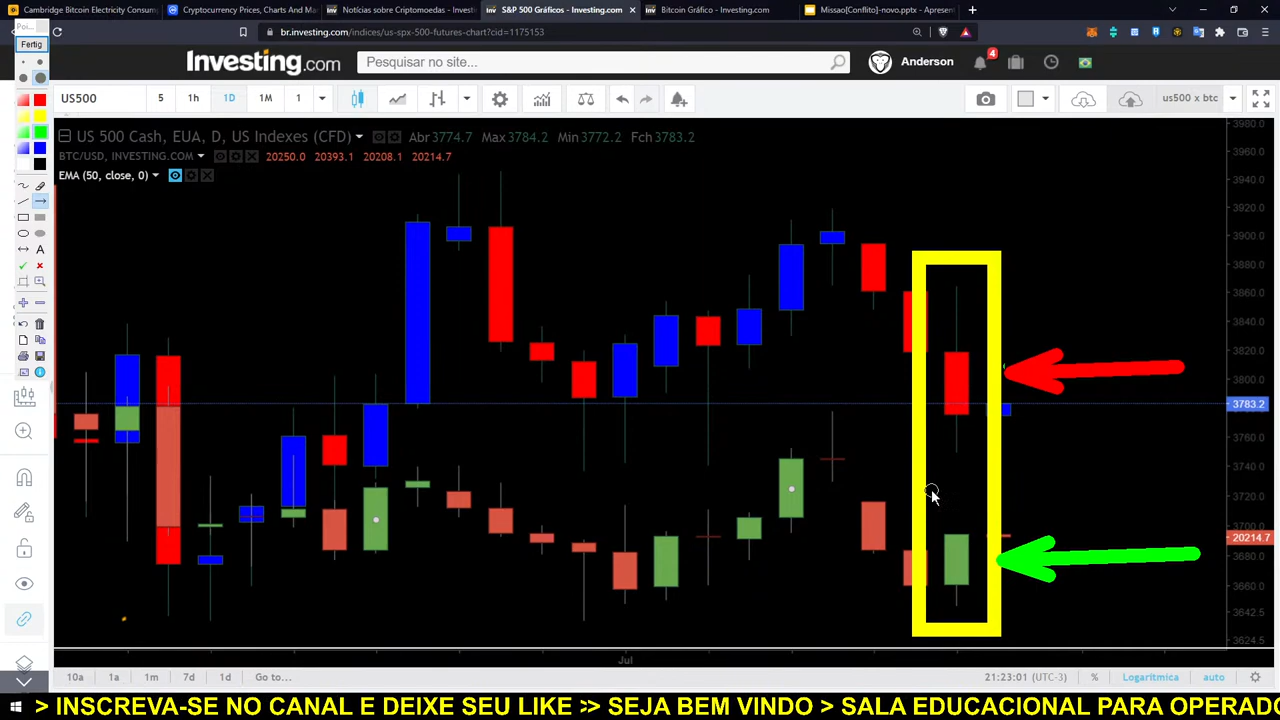 Cambridge Bitcoin Electricity Consum
Cryptocurrency Prices, Charts And Mar
Notícias sobre Criptomoedas - Investin
S&P 500 Gráficos - Investing.com
Bitcoin Gráfico - Investing.com
Missao[Conflito]-novo.pptx - Apresen
Fertig
br.investing.com/indices/us-spx-500-futures-chart?cid=1175153
Investing.com
Pesquisar no site...
Anderson
4
US500
5
1h
1D
1M
1
us500 x btc
US 500 Cash, EUA, D, US Indexes (CFD)
Abr 3774.7 Max 3784.2 Min 3772.2 Fch 3783.2
BTC/USD, INVESTING.COM
20250.0 20393.1 20208.1 20214.7
EMA (50, close, 0)
3980.0
3960.0
3940.0
3920.0
3900.0
3880.0
3860.0
3840.0
3820.0
3800.0
3783.2
3760.0
3740.0
3720.0
3700.0
20214.7
3680.0
3660.0
3642.5
3624.5
Jul
10a
1a
1m
7d
1d
Go to...
21:23:01 (UTC-3)
%
Logarítmica
auto
> INSCREVA-SE NO CANAL E DEIXE SEU LIKE :> SEJA BEM VINDO > SALA EDUCACIONAL PARA OPERADO